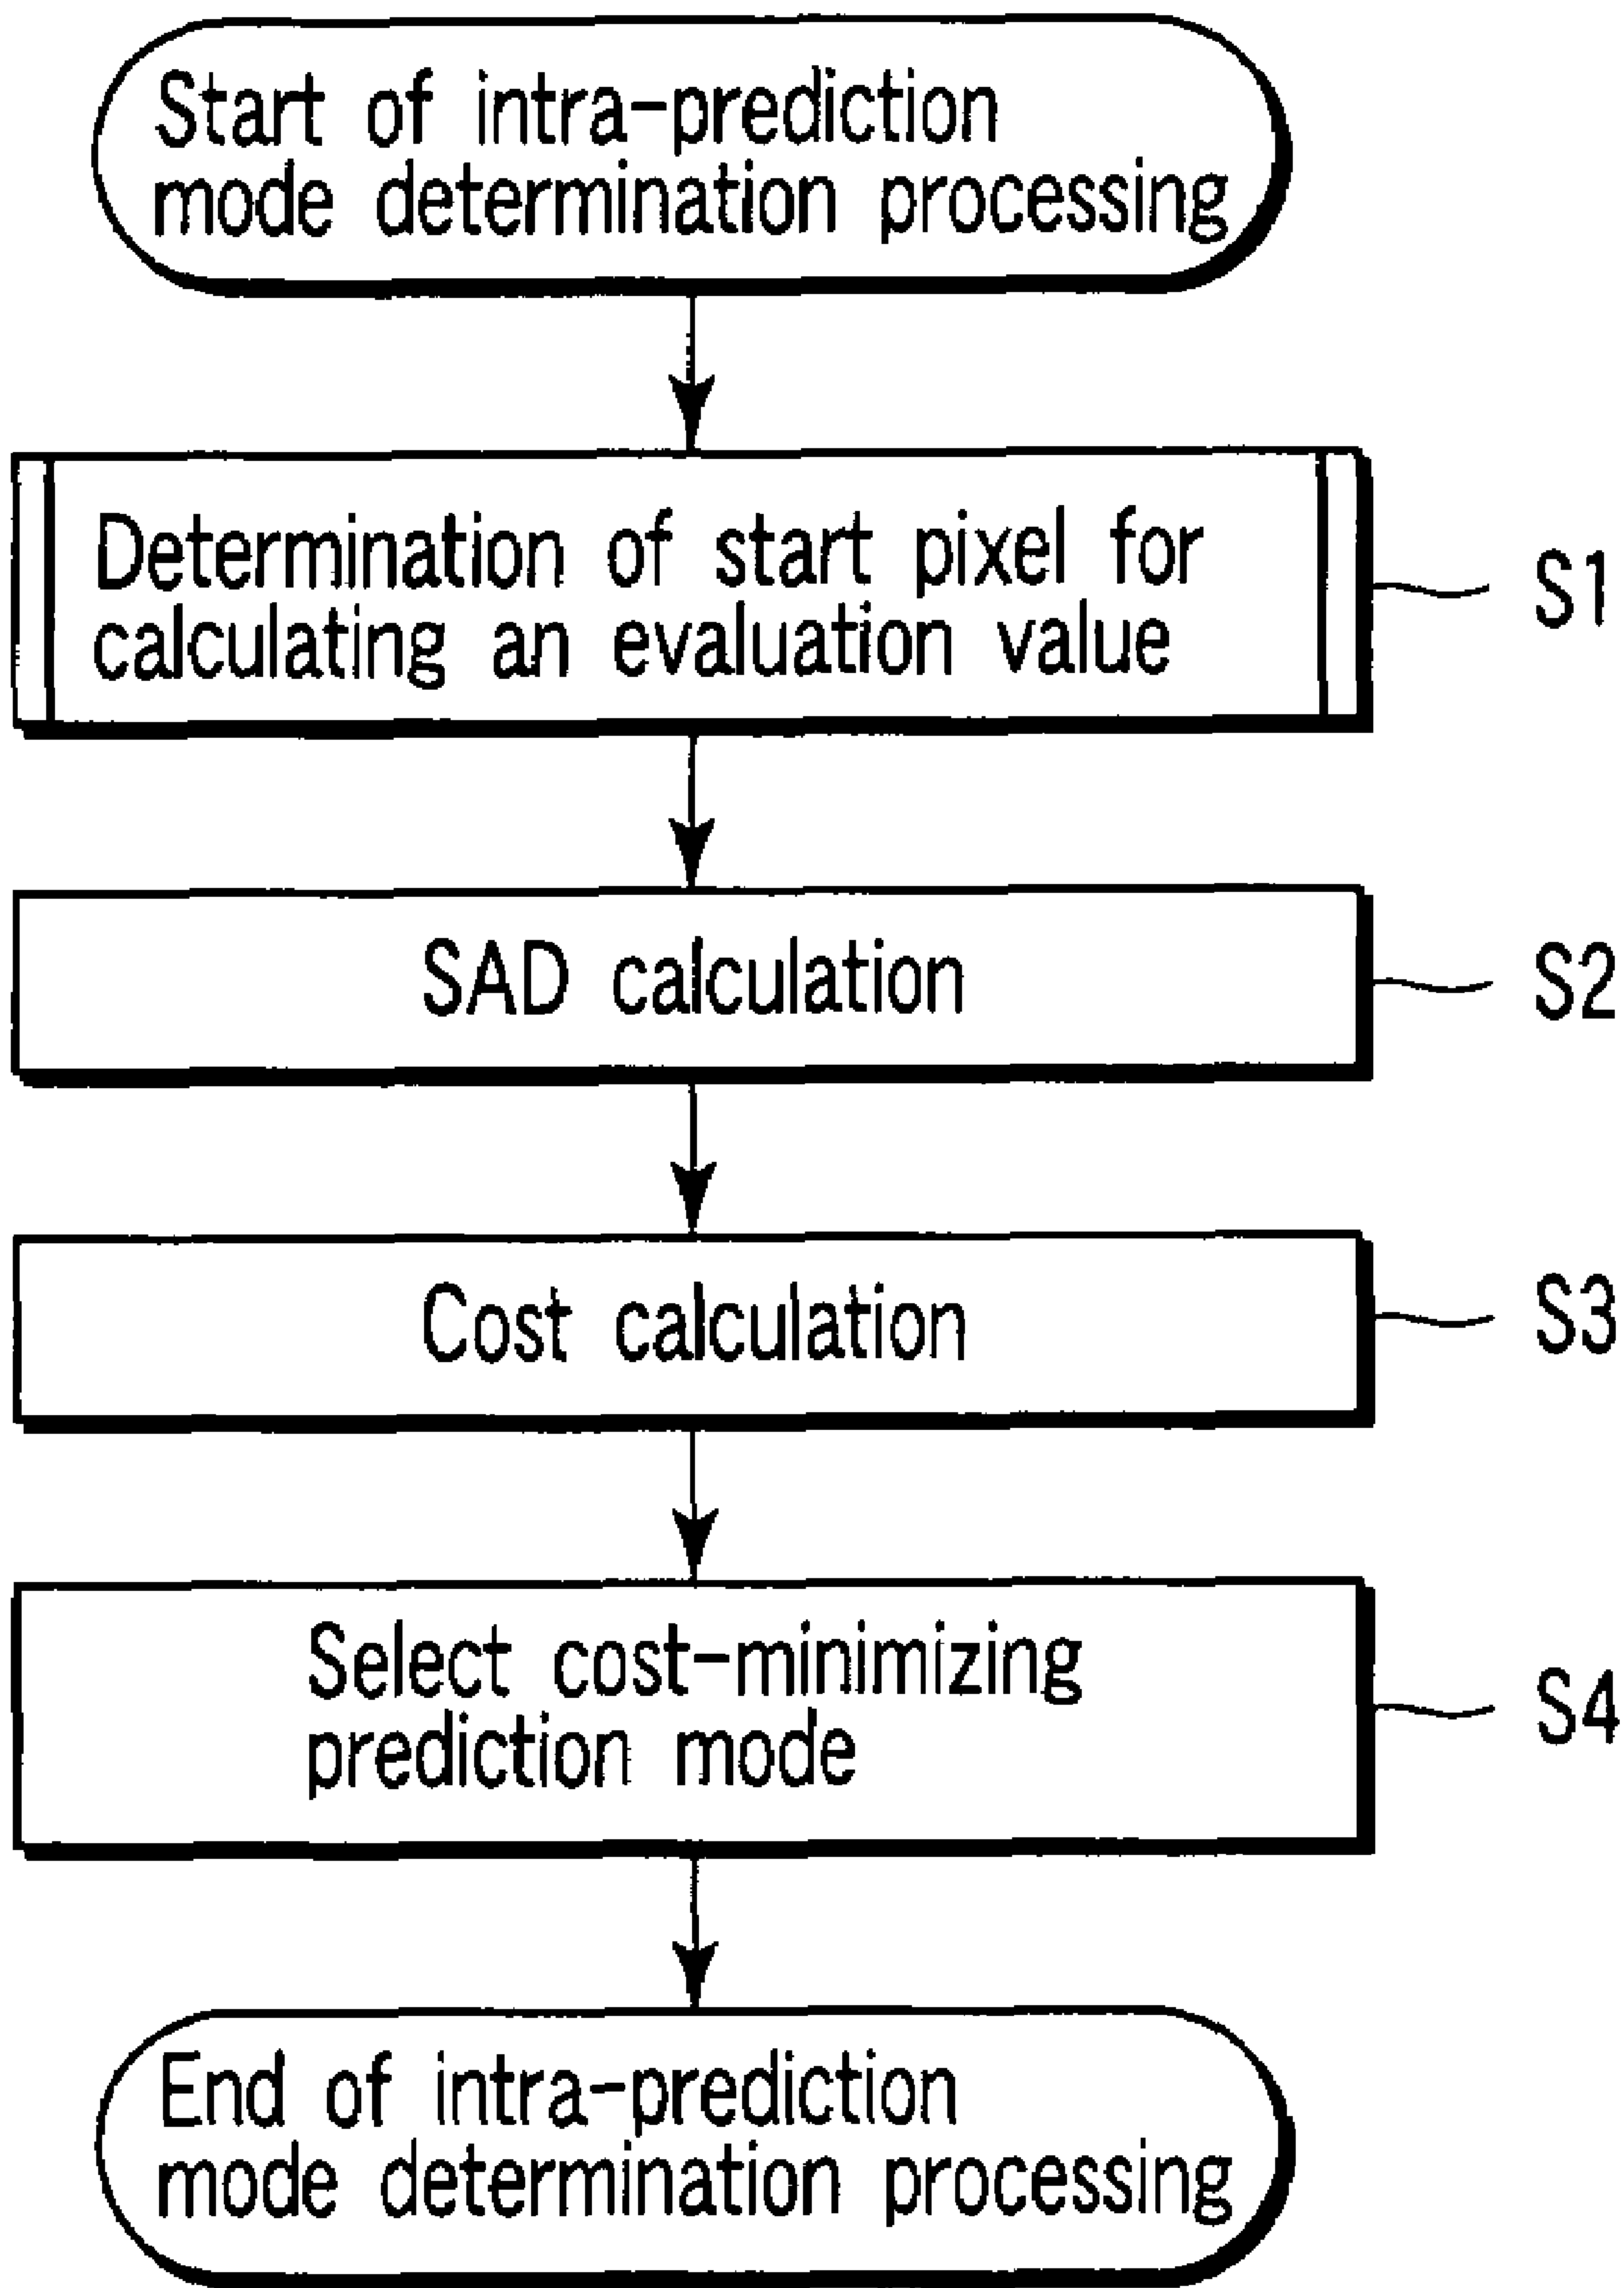 Start of intra-prediction
mode determination processing
Determination of start pixel for
calculating an evaluation value
S1
SAD calculation
S2
Cost calculation
S3
Select cost-minimizing
prediction mode
S4
End of intra-prediction
mode determination processing